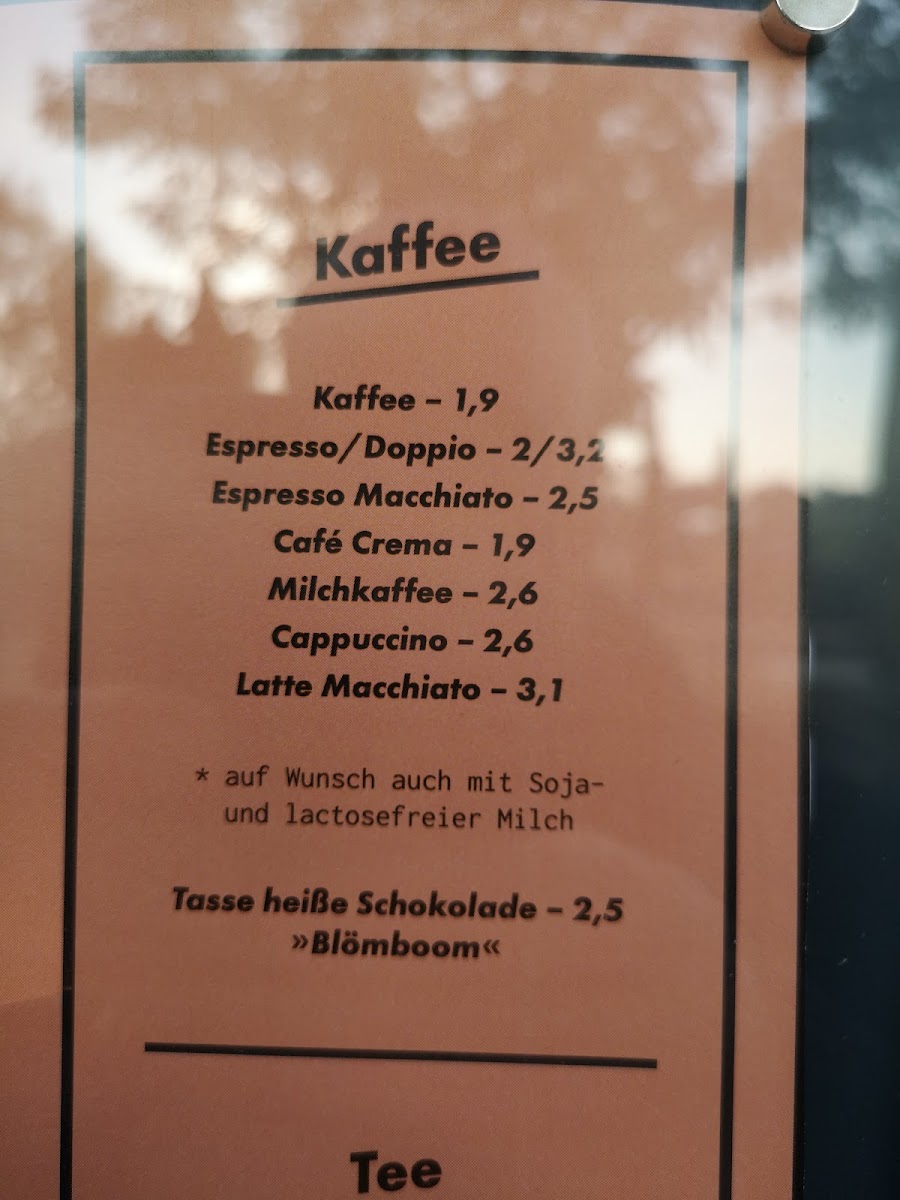 Kaffee
Kaffee – 1,9
Espresso/Doppio – 2/3,2
Espresso Macchiato – 2,5
Café Crema – 1,9
Milchkaffee – 2,6
Cappuccino – 2,6
Latte Macchiato – 3,1
* auf Wunsch auch mit Soja-
und lactosefreier Milch
Tasse heiße Schokolade – 2,5
»Blömboom«
Tee